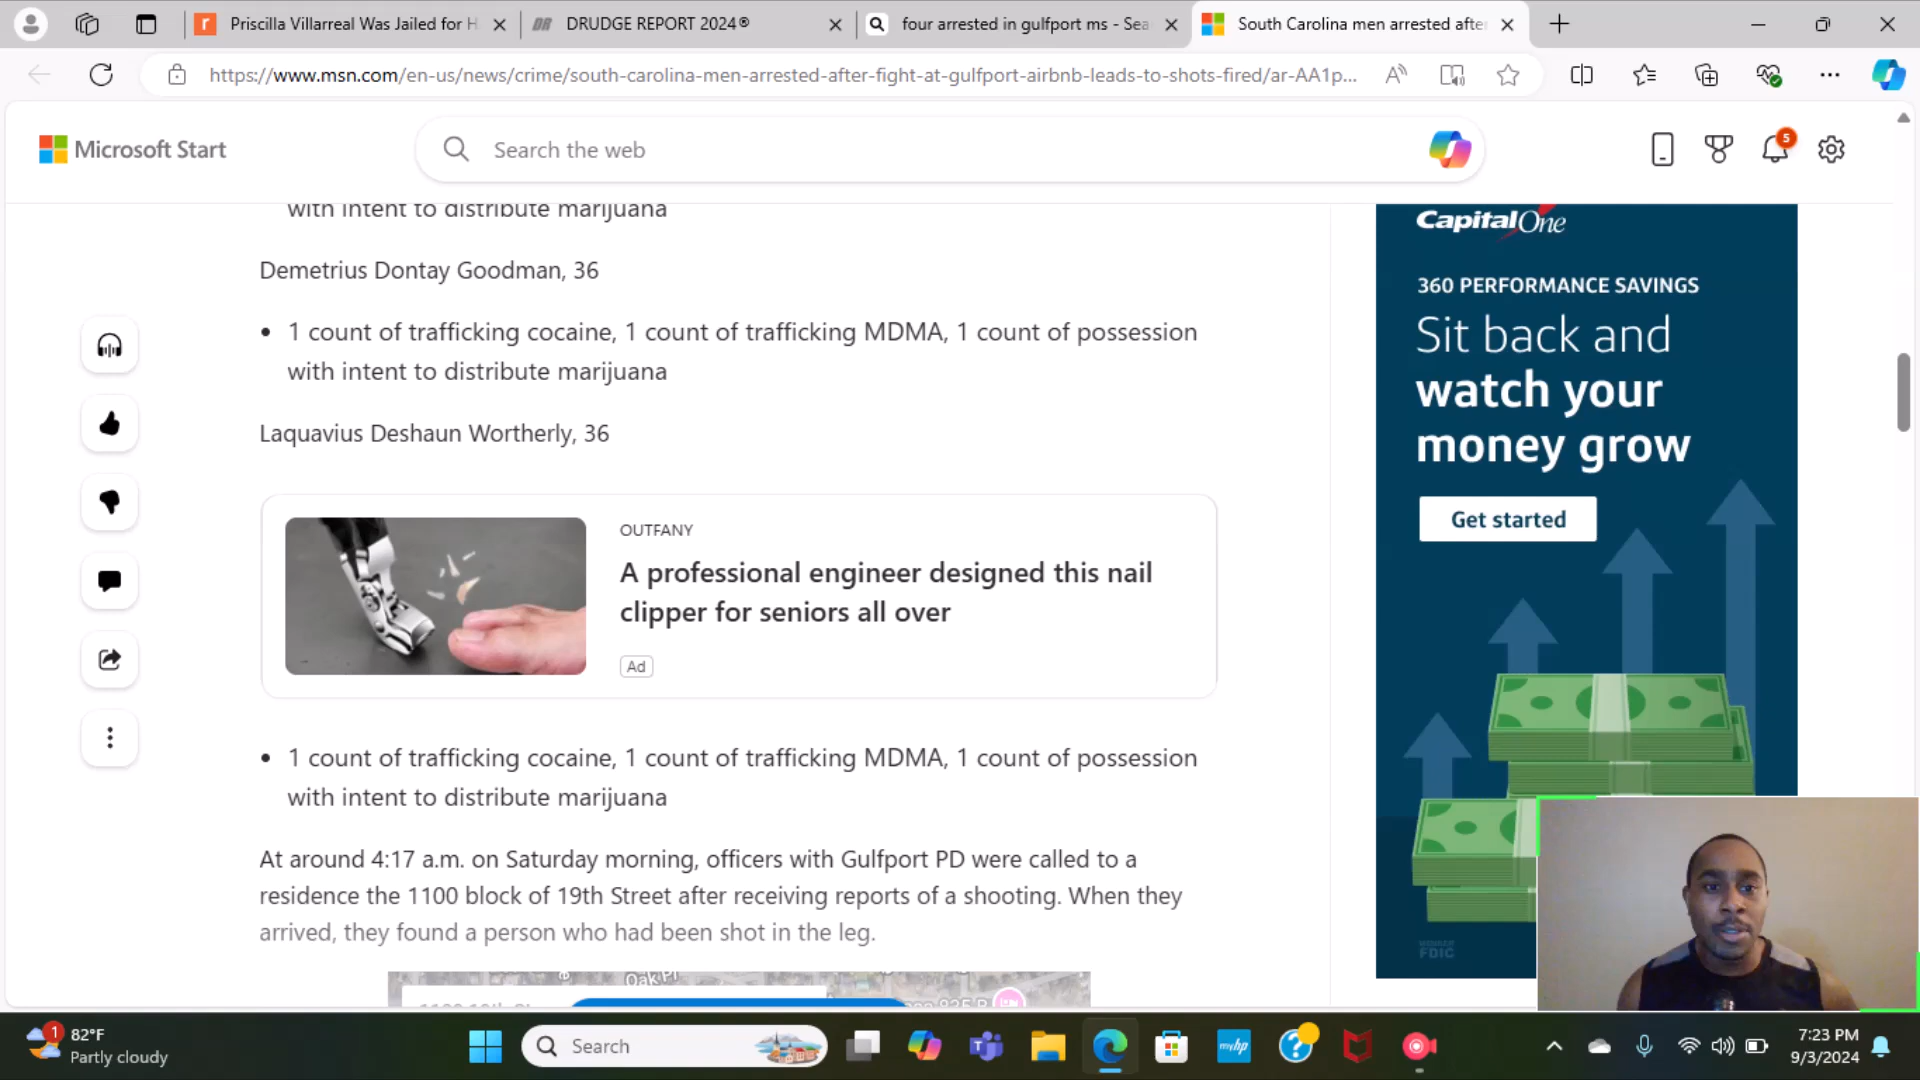 Priscilla Villarreal Was Jailed for H
DR DRUDGE REPORT 2024®
four arrested in gulfport ms - Sea
South Carolina men arrested afte
https://www.msn.com/en-us/news/crime/south-carolina-men-arrested-after-fight-at-gulfport-airbnb-leads-to-shots-fired/ar-AA1p...
Microsoft Start
Search the web
5
with intent to distribute marijuana
Demetrius Dontay Goodman, 36
• 1 count of trafficking cocaine, 1 count of trafficking MDMA, 1 count of possession
with intent to distribute marijuana
Laquavius Deshaun Wortherly, 36
OUTFANY
A professional engineer designed this nail
clipper for seniors all over
Ad
• 1 count of trafficking cocaine, 1 count of trafficking MDMA, 1 count of possession
with intent to distribute marijuana
At around 4:17 a.m. on Saturday morning, officers with Gulfport PD were called to a
residence the 1100 block of 19th Street after receiving reports of a shooting. When they
arrived, they found a person who had been shot in the leg.
Capital One
360 PERFORMANCE SAVINGS
Sit back and
watch your
money grow
Get started
MEMBER
FDIC
1
82°F
Partly cloudy
Search
myhp
7:23 PM
9/3/2024